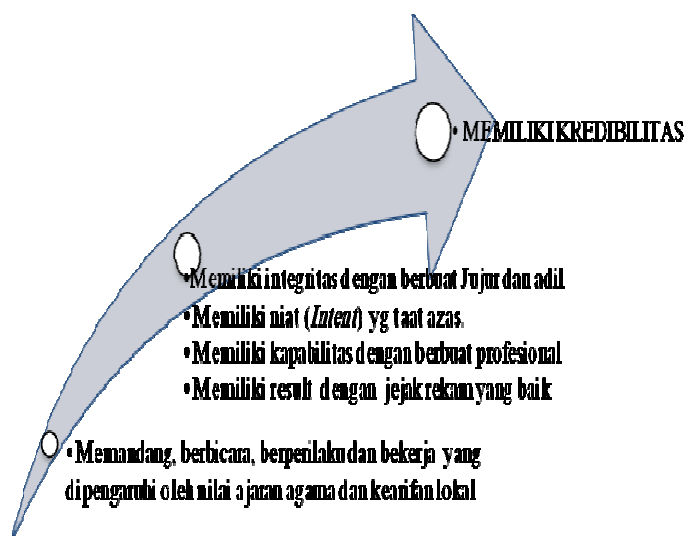 • MEMILIKI KREDIBILITAS
•Memiliki integritas dengan berbuat Jujur dan adil
•Memiliki niat (Intent) yg taat azas.
•Memiliki kapabilitas dengan berbuat profesional
•Memiliki result dengan jejak rekam yang baik
•Memandang, berbicara, berperilaku dan bekerja yang
dipengaruhi oleh nilai ajaran agama dan kearifan lokal